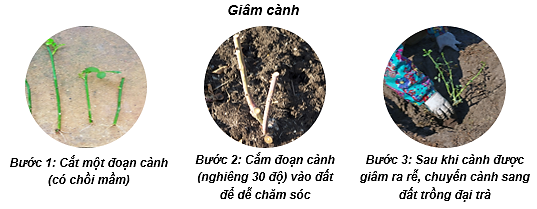 Giâm cành
Bước 1: Cắt một đoạn cành
(có chồi mầm)
Bước 2: Cắm đoạn cành
(nghiêng 30 độ) vào đất
để dễ chăm sóc
Bước 3: Sau khi cành được
giâm ra rễ, chuyển cành sang
đất trồng đại trà